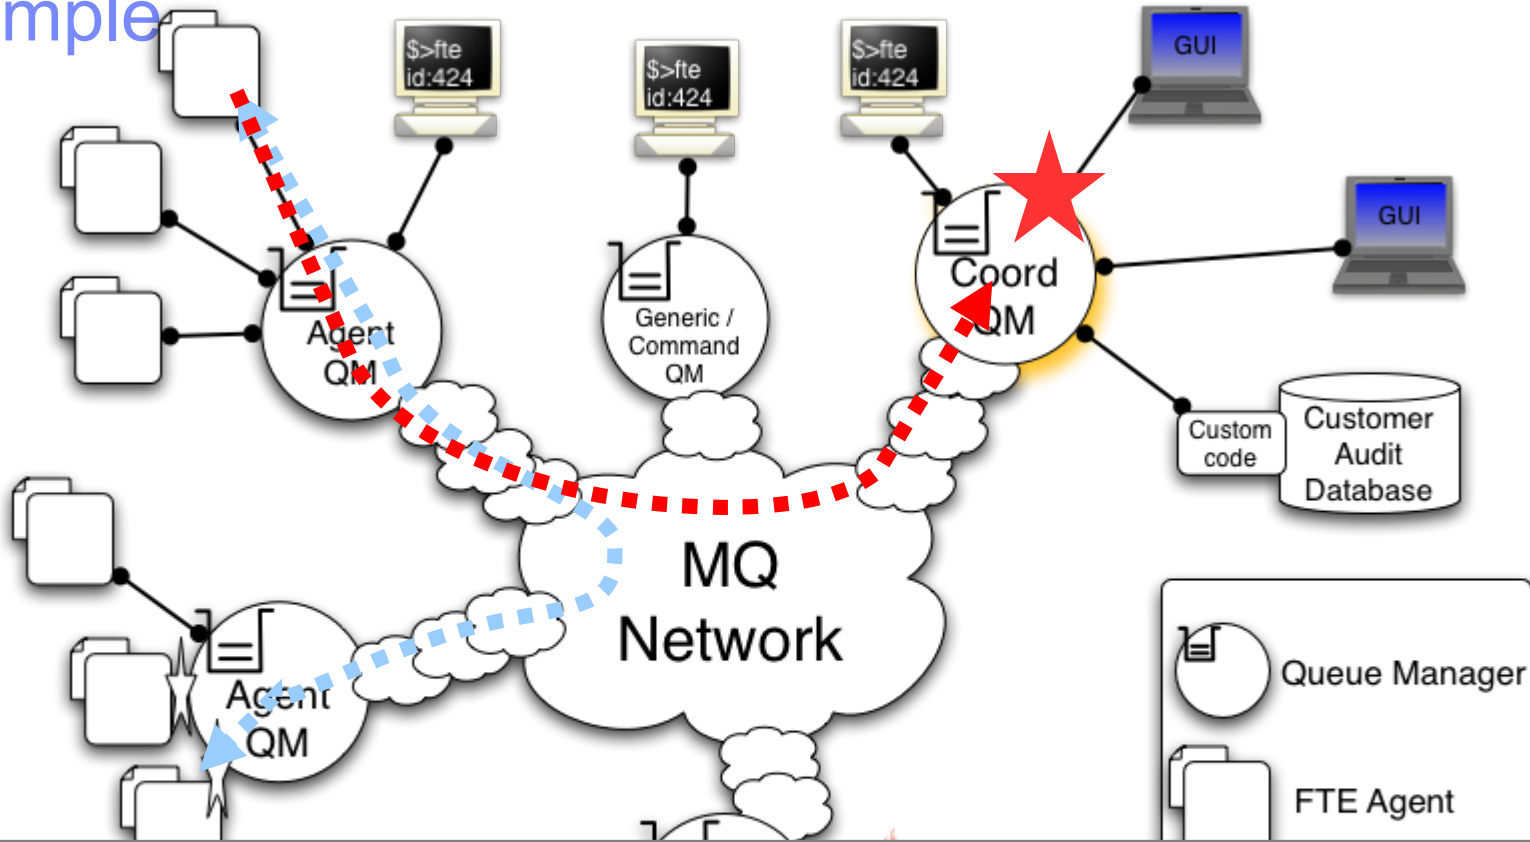 mple
$>fte
id:424
$>fte
id:424
$>fte
id:424
GUI
GUI
Agent
QM
Generic /
Command
QM
Coord
QM
Custom
code
Customer
Audit
Database
MQ
Network
Agent
QM
Queue Manager
FTE Agent